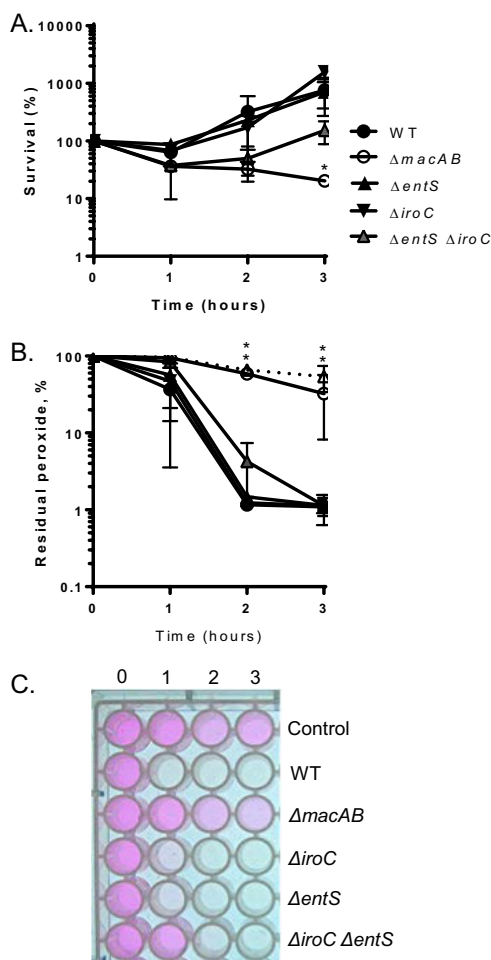 A.
10000
1000
100
10
1
Survival (%)
0 1 2 3
Time (hours)
*
WT
ΔmacAB
ΔentS
ΔiroC
ΔentS ΔiroC
B.
100
10
1
0.1
Residual peroxide, %
* *
* *
0 1 2 3
Time (hours)
C.
0 1 2 3
Control
WT
ΔmacAB
ΔiroC
ΔentS
ΔiroC ΔentS